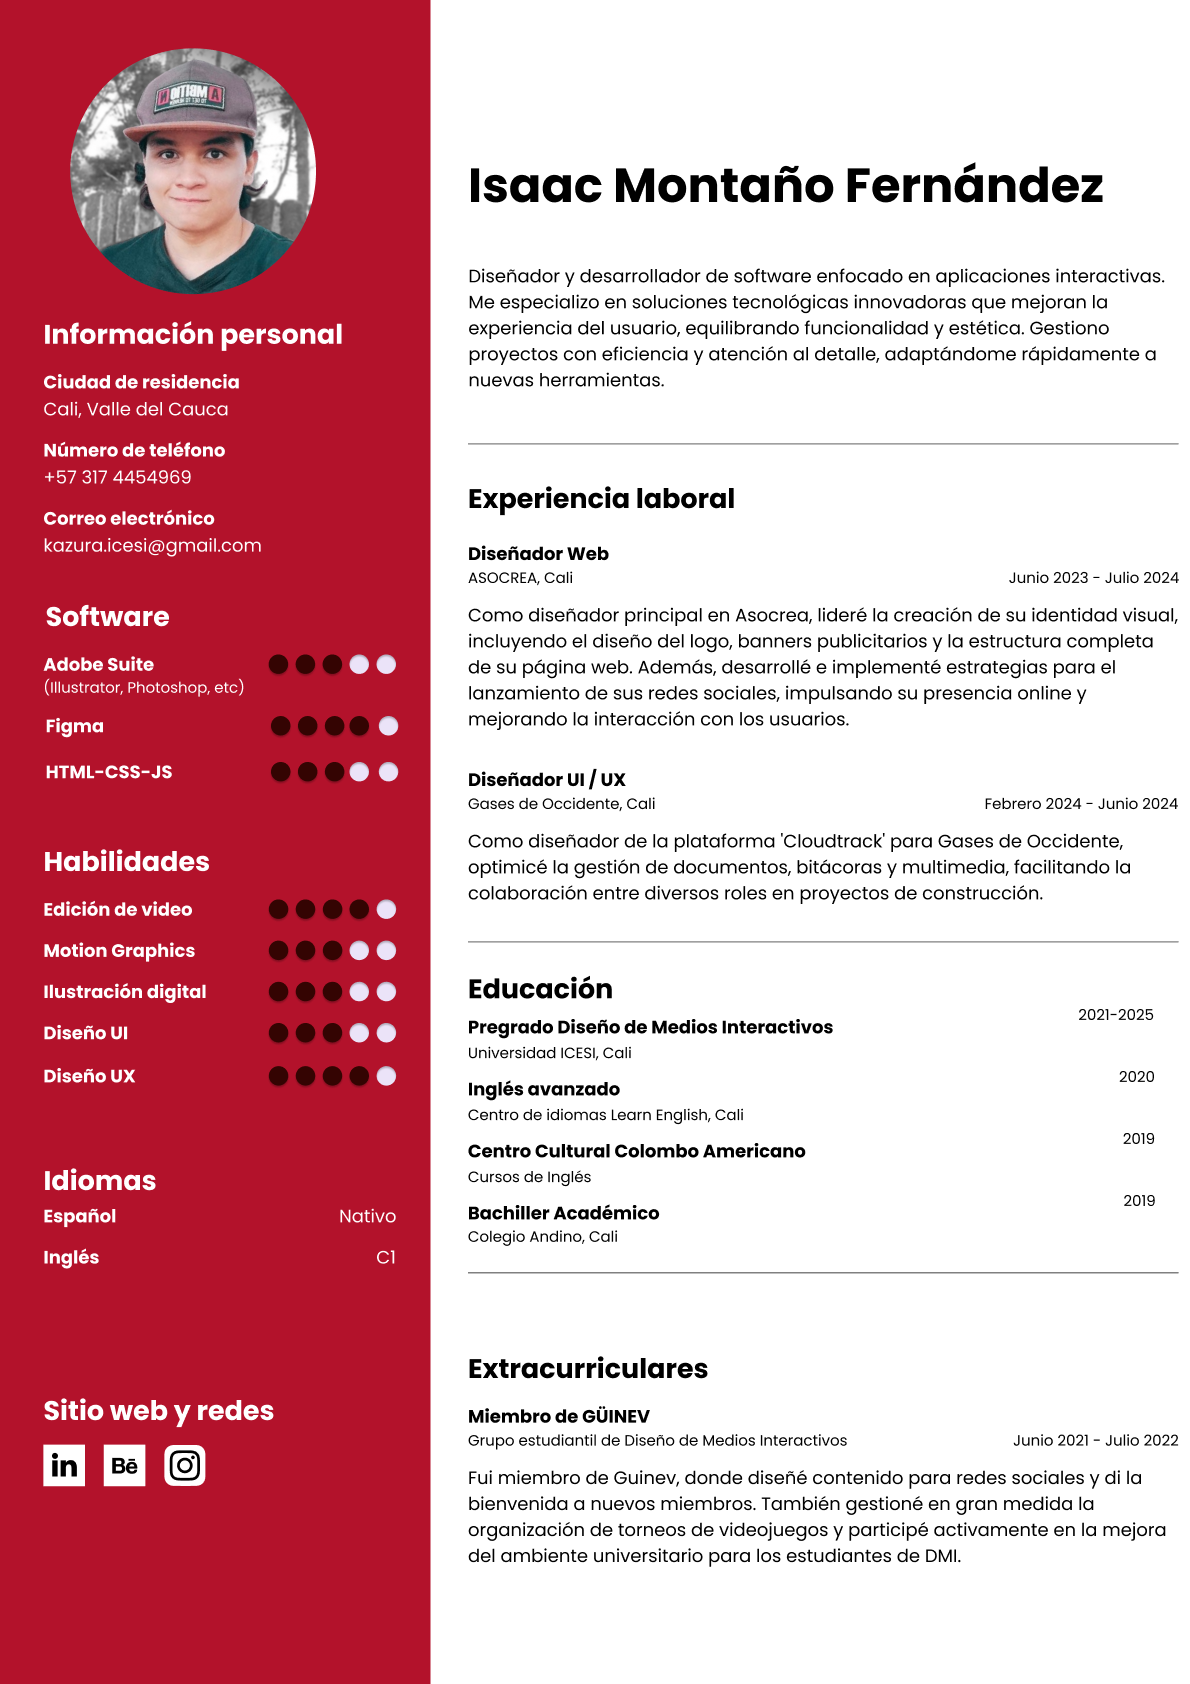 Información personal
Ciudad de residencia
Cali, Valle del Cauca
Número de teléfono
+57 317 4454969
Correo electrónico
kazura.icesi@gmail.com
Software
Adobe Suite
(Illustrator, Photoshop, etc)
Figma
HTML-CSS-JS
Habilidades
Edición de video
Motion Graphics
Ilustración digital
Diseño UI
Diseño UX
Idiomas
Español Nativo
Inglés C1
Sitio web y redes
in
Bē
Isaac Montaño Fernández
Diseñador y desarrollador de software enfocado en aplicaciones interactivas.
Me especializo en soluciones tecnológicas innovadoras que mejoran la
experiencia del usuario, equilibrando funcionalidad y estética. Gestiono
proyectos con eficiencia y atención al detalle, adaptándome rápidamente a
nuevas herramientas.
Experiencia laboral
Diseñador Web
ASOCREA, Cali Junio 2023 - Julio 2024
Como diseñador principal en Asocrea, lideré la creación de su identidad visual,
incluyendo el diseño del logo, banners publicitarios y la estructura completa
de su página web. Además, desarrollé e implementé estrategias para el
lanzamiento de sus redes sociales, impulsando su presencia online y
mejorando la interacción con los usuarios.
Diseñador UI / UX
Gases de Occidente, Cali Febrero 2024 - Junio 2024
Como diseñador de la plataforma 'Cloudtrack' para Gases de Occidente,
optimicé la gestión de documentos, bitácoras y multimedia, facilitando la
colaboración entre diversos roles en proyectos de construcción.
Educación
2021-2025
Pregrado Diseño de Medios Interactivos
Universidad ICESI, Cali
2020
Inglés avanzado
Centro de idiomas Learn English, Cali
2019
Centro Cultural Colombo Americano
Cursos de Inglés
2019
Bachiller Académico
Colegio Andino, Cali
Extracurriculares
Miembro de GÜINEV
Grupo estudiantil de Diseño de Medios Interactivos Junio 2021 - Julio 2022
Fui miembro de Guinev, donde diseñé contenido para redes sociales y di la
bienvenida a nuevos miembros. También gestioné en gran medida la
organización de torneos de videojuegos y participé activamente en la mejora
del ambiente universitario para los estudiantes de DMI.